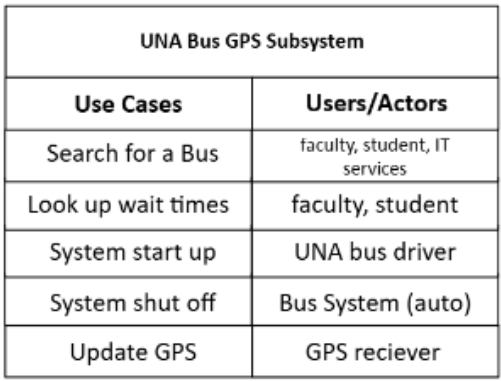 UNA Bus GPS Subsystem
Use Cases
Users/Actors
Search for a Bus
faculty, student, IT
services
Look up wait times
faculty, student
System start up
UNA bus driver
System shut off
Bus System (auto)
Update GPS
GPS reciever